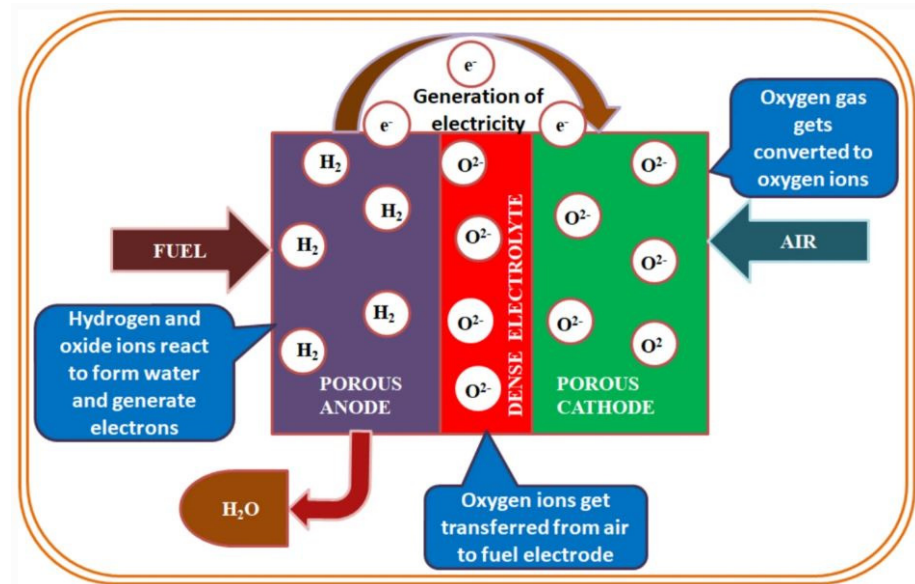 e⁻
Generation of
electricity
e⁻
e⁻
Oxygen gas
gets
converted to
oxygen ions
H₂
H₂
H₂
H₂
H₂
O²⁻
O²⁻
O²⁻
O²⁻
DENSE ELECTROLYTE
O²⁻
O²⁻
O²⁻
O²⁻
O²
FUEL
AIR
Hydrogen and
oxide ions react
to form water
and generate
electrons
POROUS
ANODE
POROUS
CATHODE
H₂O
Oxygen ions get
transferred from air
to fuel electrode